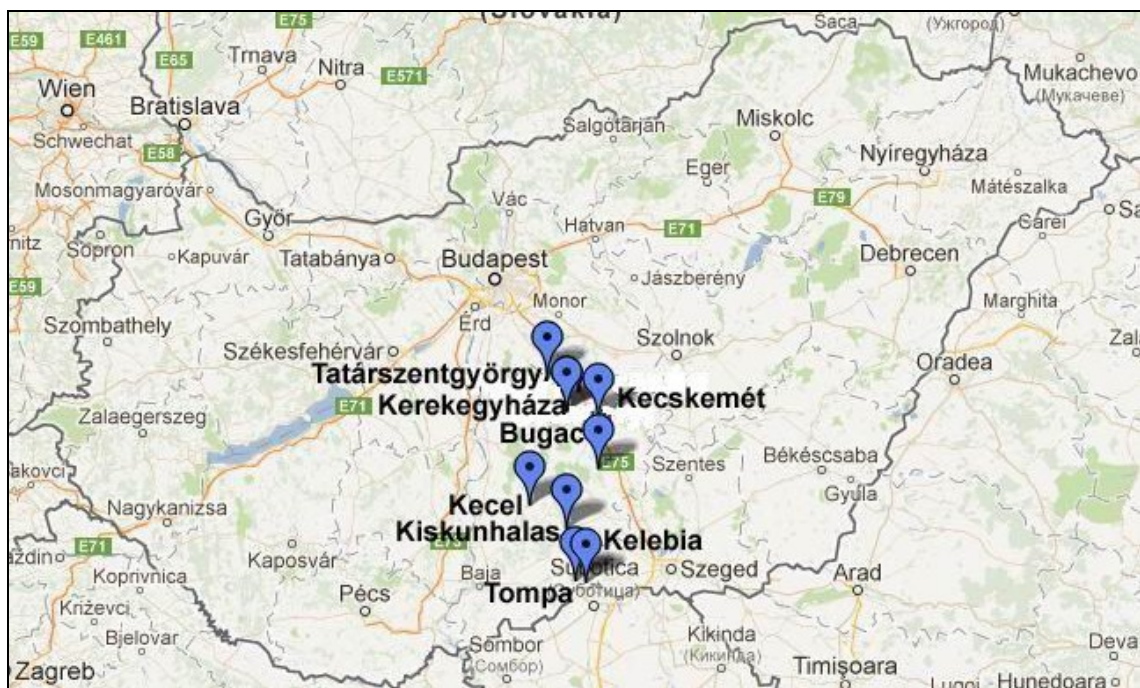 (Slovakia)
E75
Saca
(Ужгород)
E59
E461
E65
Trnava
Nitra
E571
Mukachevo
(Мукачеве)
Wien
Bratislava
Schwechat
E58
Salgótarján
Miskolc
Eger
Nyíregyháza
Mátészalka
Mosonmagyaróvár
Vác
E79
Győr
Hatvan
E71
Carei
Sopron
Kapuvár
Tatabánya
Budapest
Debrecen
Jászberény
E59
Monor
Marghita
Érd
Szombathely
Székesfehérvár
Szolnok
Oradea
Tatárszentgyörgy
Kecskemét
Kerekegyháza
E71
Zalaegerszeg
Bugac
E75
Szentes
Békéscsaba
Gyula
Kecel
Nagykanizsa
Kiskunhalas
Kelebia
E71
Kaposvár
E73
Koprivnica
Baja
Szeged
Arad
Tompa
Pécs
Križevci
Bjelovar
Sombor
(Сомбор)
Kikinda
(Кикинда)
Deva
Zagreb
Timișoara
Lugoj
Hunedoara